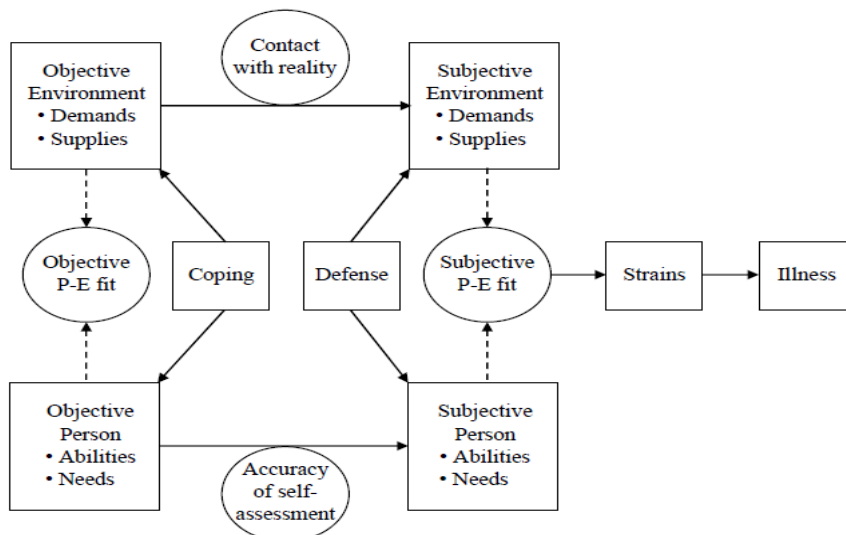 Contact
with reality
Objective
Environment
• Demands
• Supplies
Subjective
Environment
• Demands
• Supplies
Objective
P-E fit
Coping
Defense
Subjective
P-E fit
Strains
Illness
Objective
Person
• Abilities
• Needs
Subjective
Person
• Abilities
• Needs
Accuracy
of self-
assessment